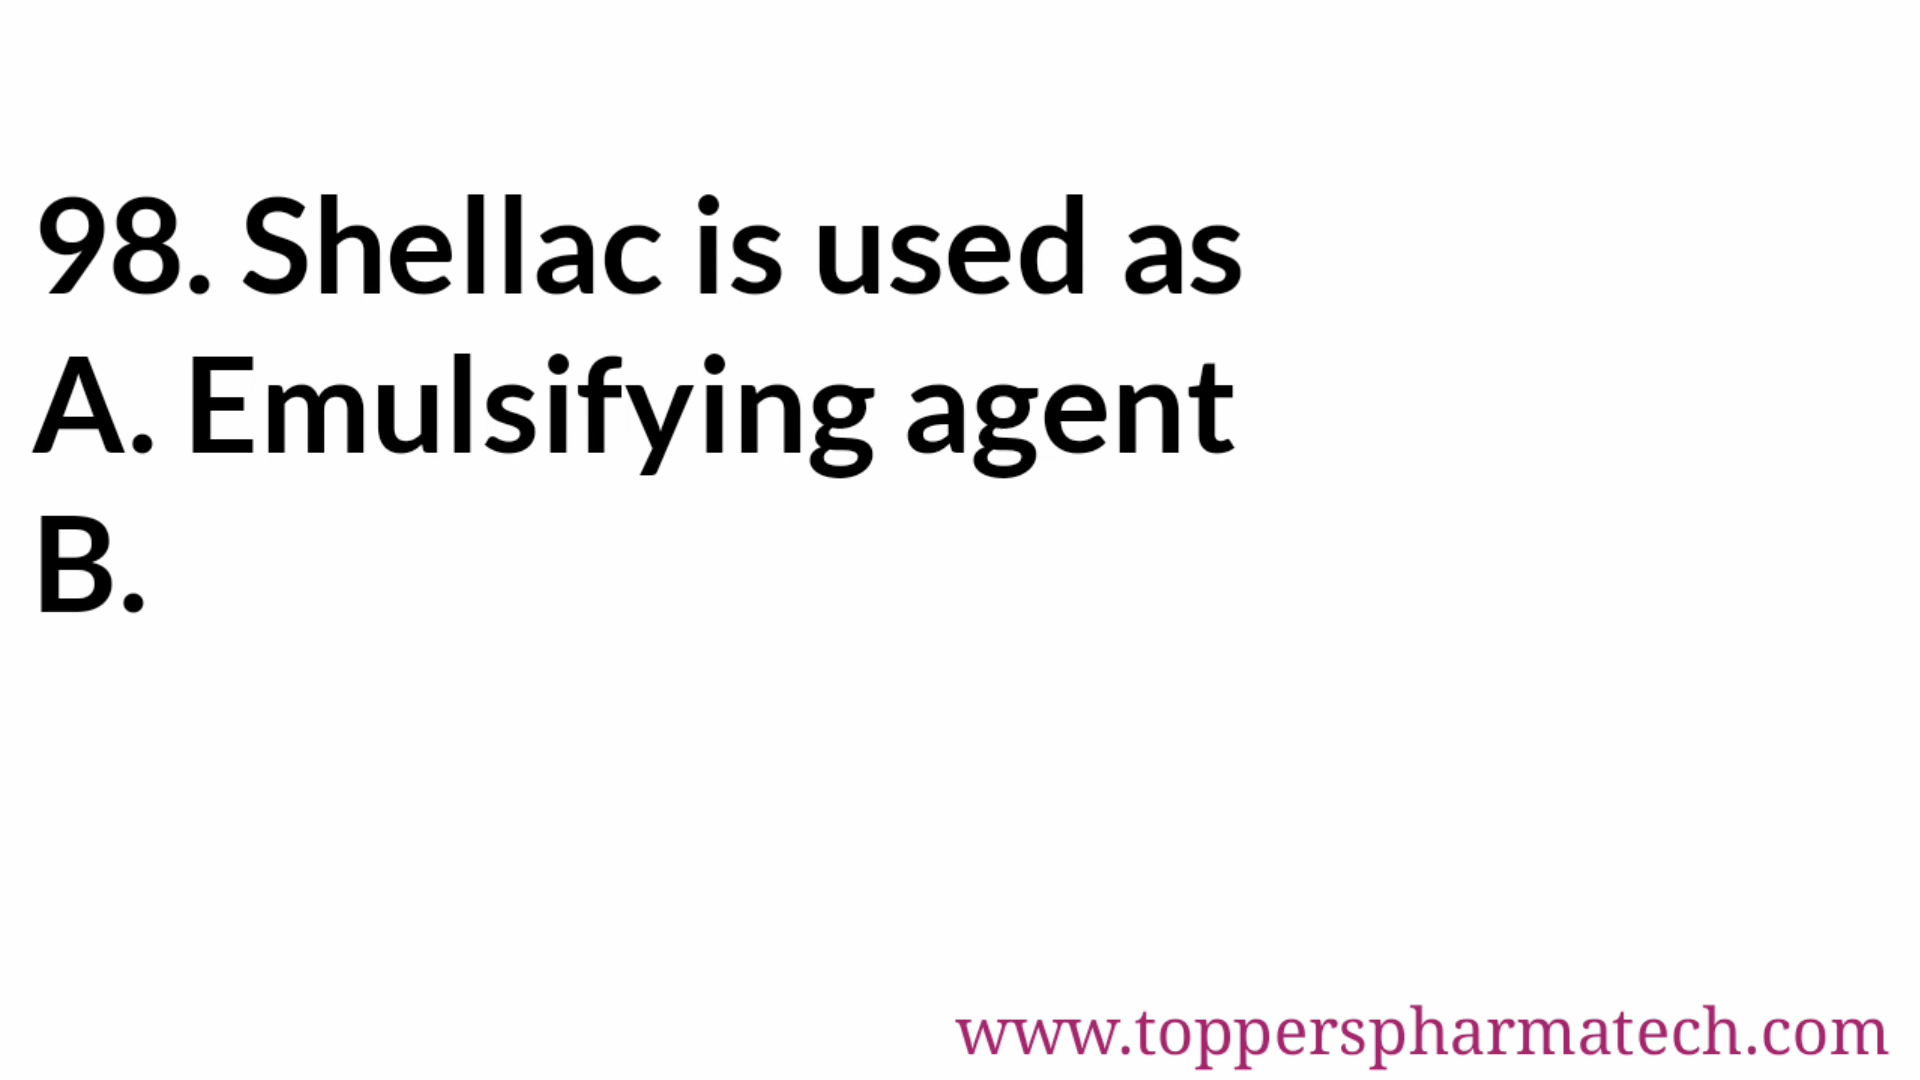 98. Shellac is used as
A. Emulsifying agent
B.
www.topperspharmatech.com